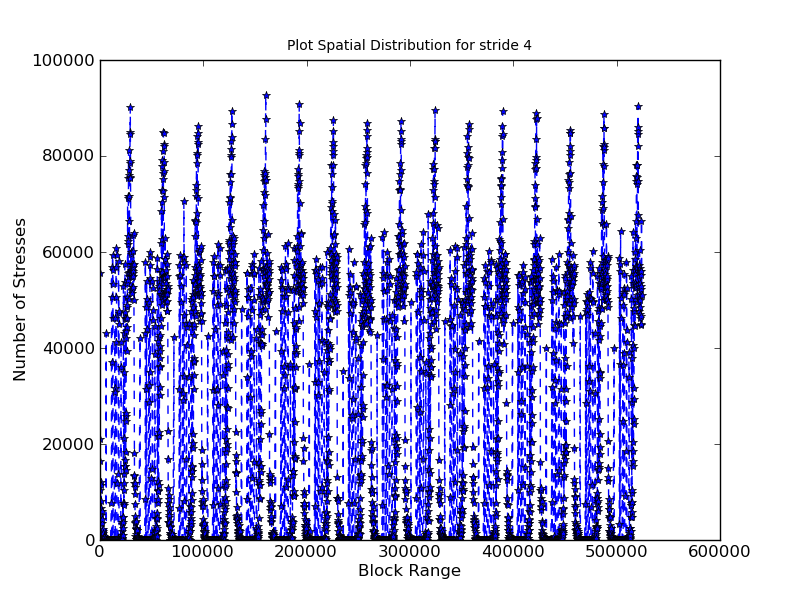 Plot Spatial Distribution for stride 4
100000
80000
60000
40000
20000
0
Number of Stresses
0 100000 200000 300000 400000 500000 600000
Block Range